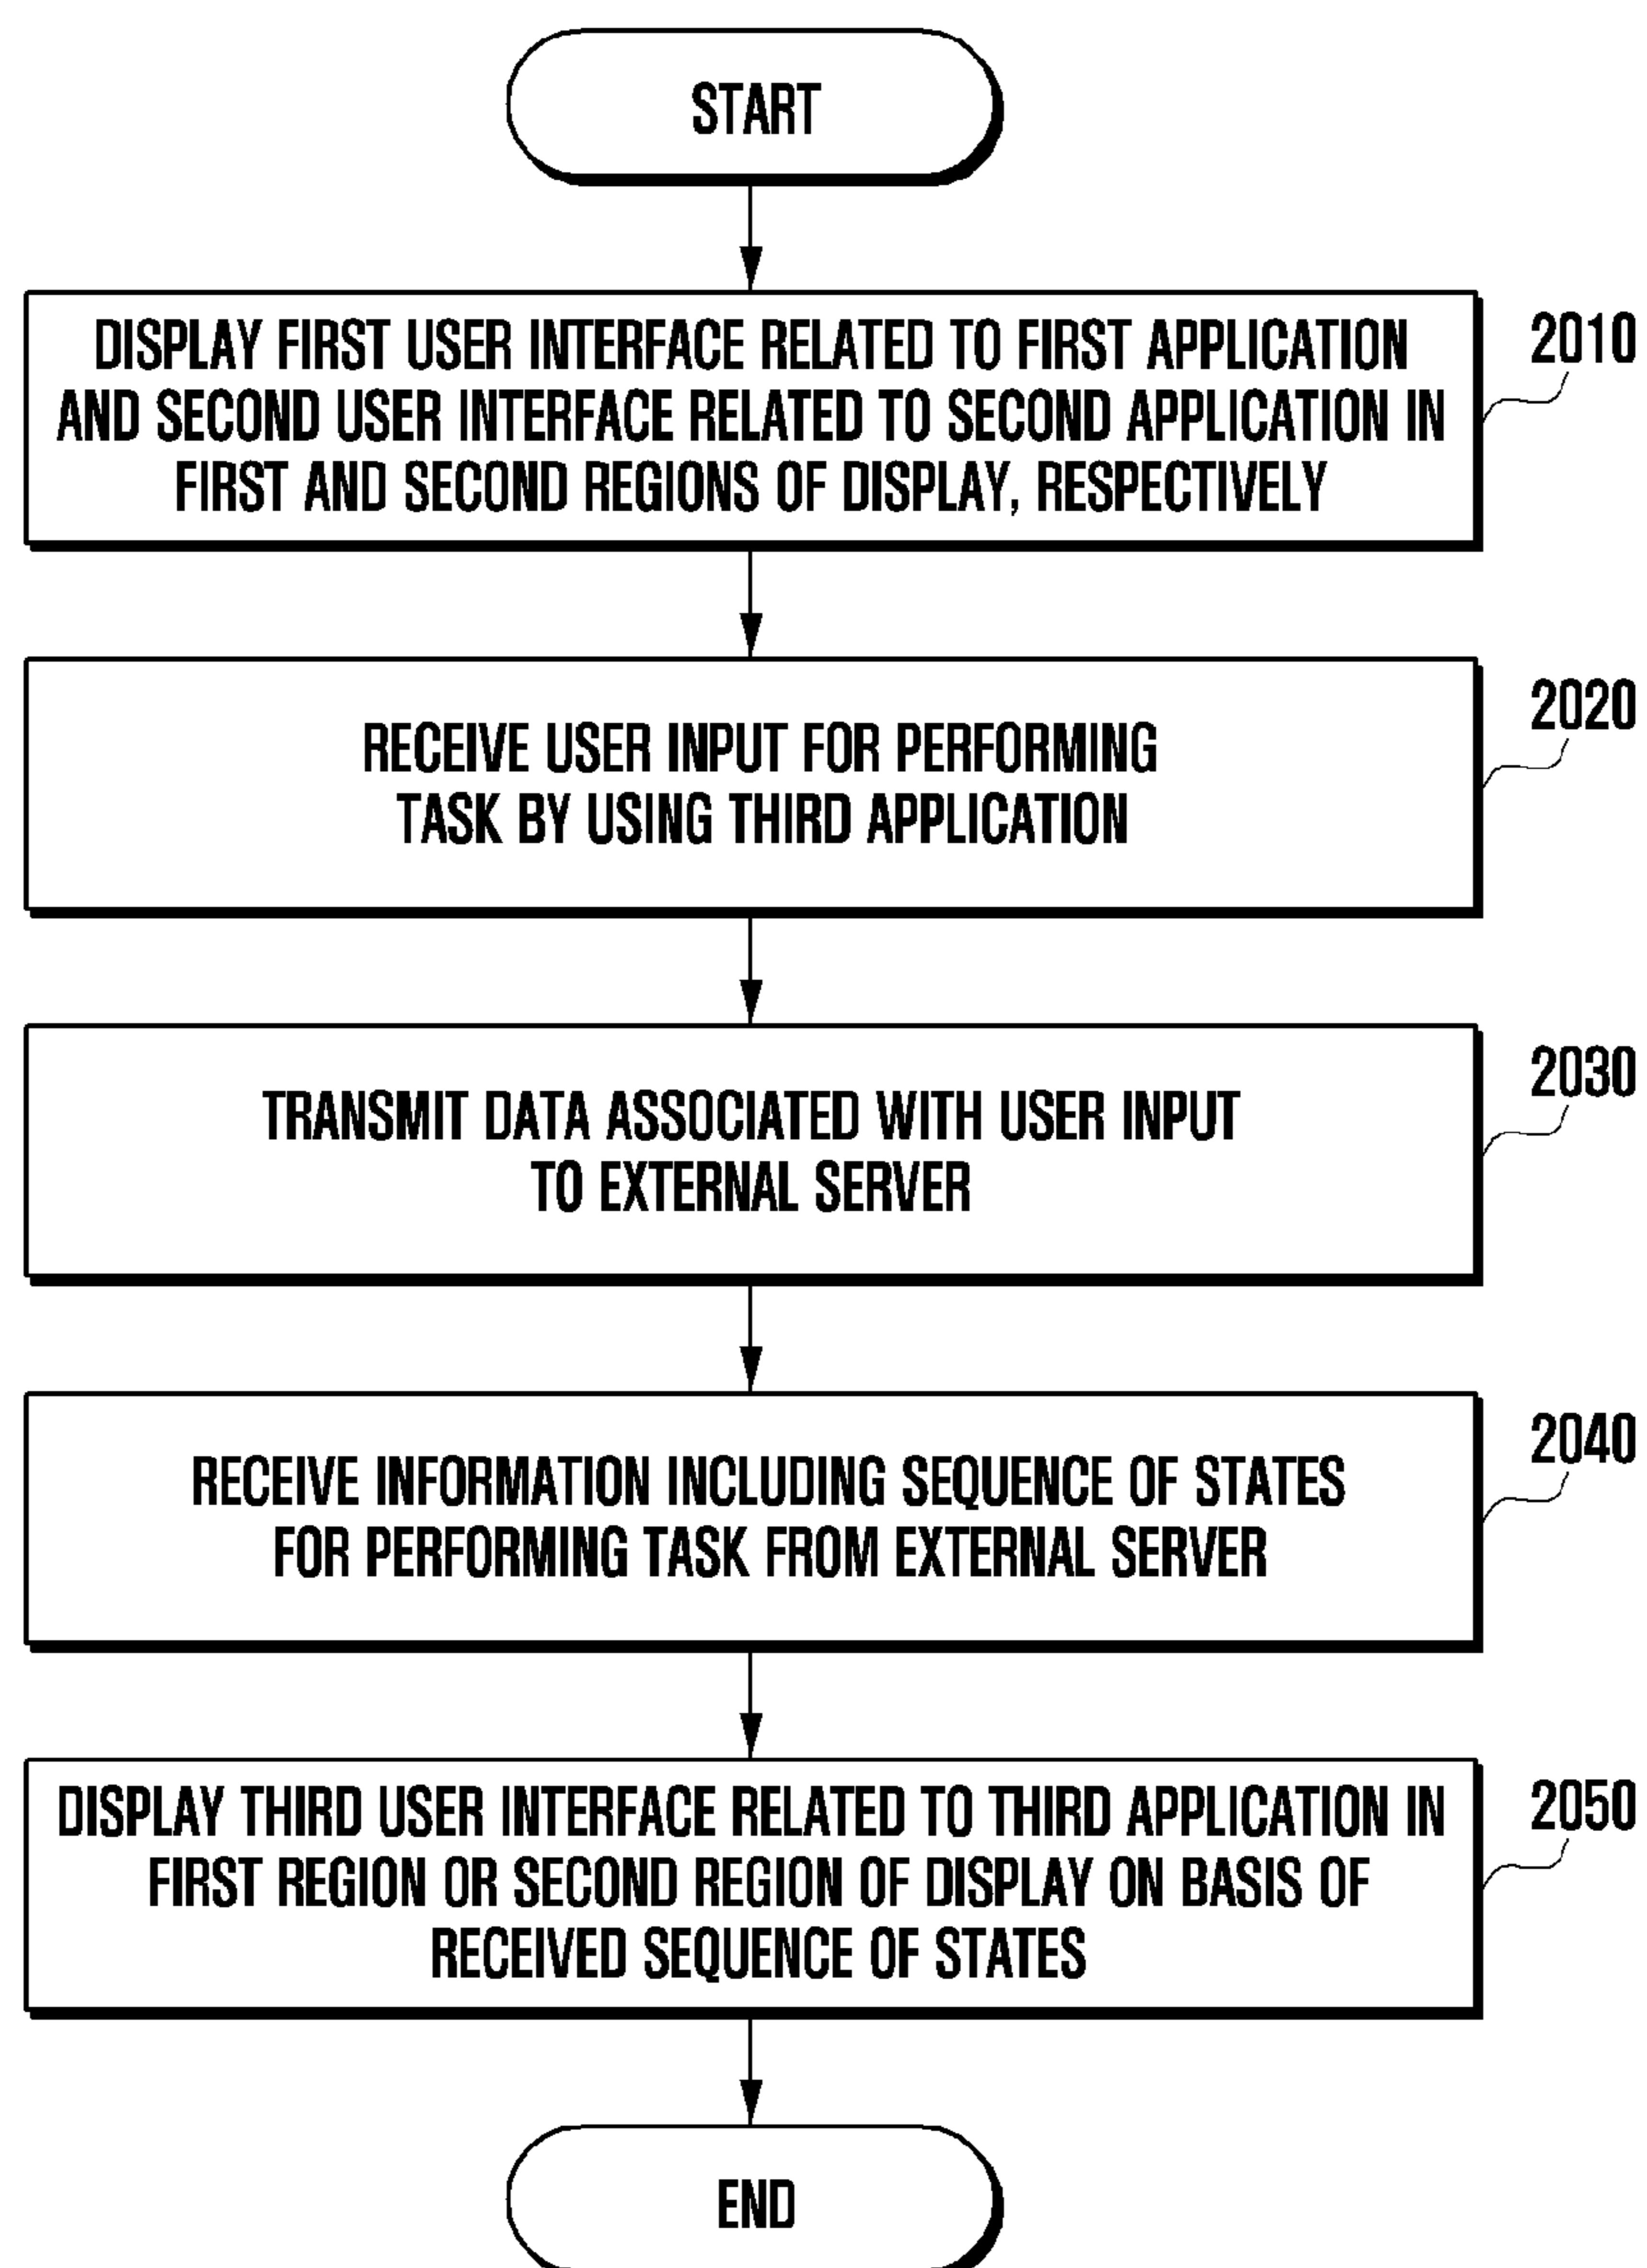 START
DISPLAY FIRST USER INTERFACE RELATED TO FIRST APPLICATION
AND SECOND USER INTERFACE RELATED TO SECOND APPLICATION IN
FIRST AND SECOND REGIONS OF DISPLAY, RESPECTIVELY
2010
RECEIVE USER INPUT FOR PERFORMING
TASK BY USING THIRD APPLICATION
2020
TRANSMIT DATA ASSOCIATED WITH USER INPUT
TO EXTERNAL SERVER
2030
RECEIVE INFORMATION INCLUDING SEQUENCE OF STATES
FOR PERFORMING TASK FROM EXTERNAL SERVER
2040
DISPLAY THIRD USER INTERFACE RELATED TO THIRD APPLICATION IN
FIRST REGION OR SECOND REGION OF DISPLAY ON BASIS OF
RECEIVED SEQUENCE OF STATES
2050
END